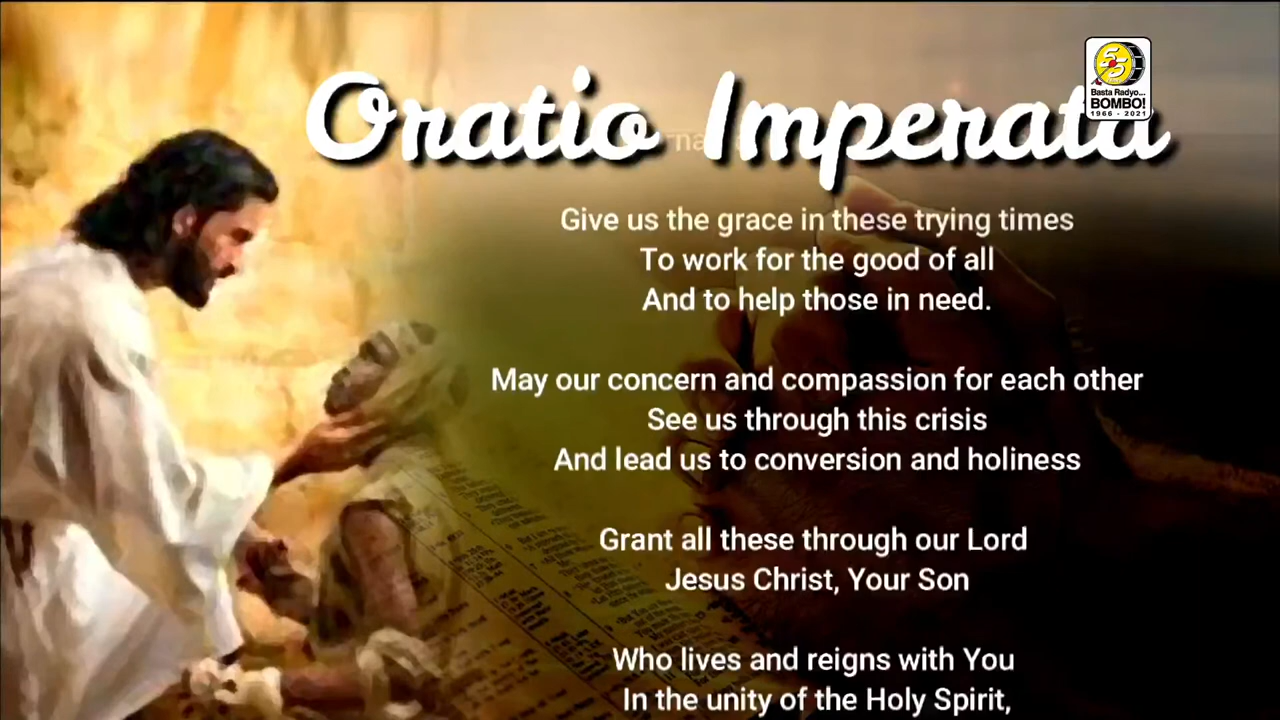 Oratio Imperata
55
Basta Radyo...
BOMBO!
1966 - 2021
Give us the grace in these trying times
To work for the good of all
And to help those in need.
May our concern and compassion for each other
See us through this crisis
And lead us to conversion and holiness
Grant all these through our Lord
Jesus Christ, Your Son
Who lives and reigns with You
In the unity of the Holy Spirit,